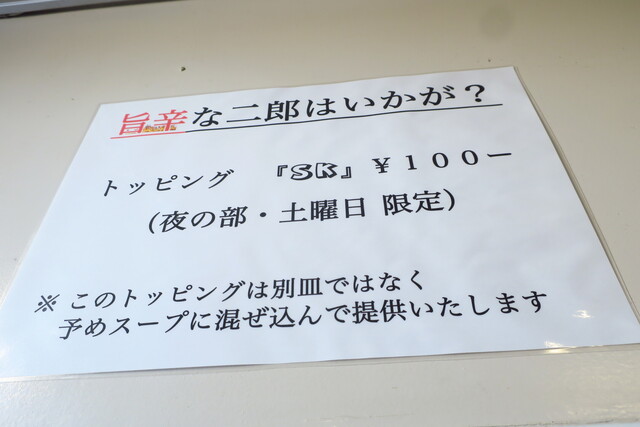 旨辛な二郎はいかが？
トッピング 『SK』￥１００ー
（夜の部・土曜日 限定）
※ このトッピングは別皿ではなく
予めスープに混ぜ込んで提供いたします